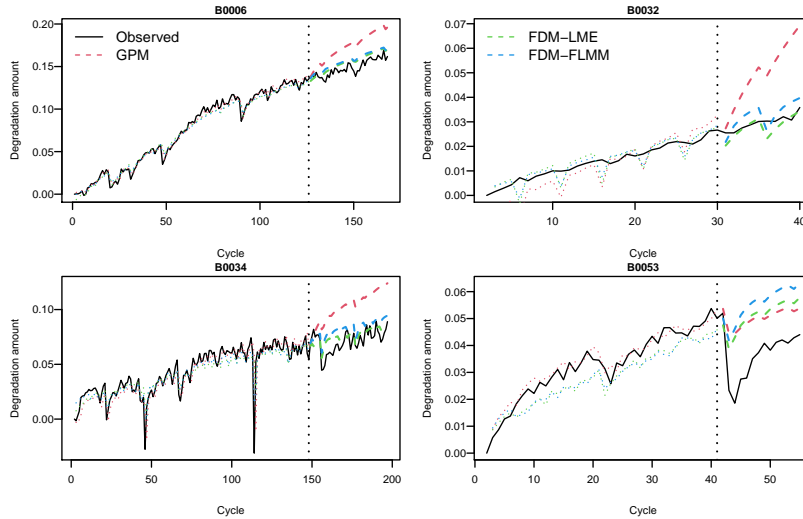 B0006
Degradation amount
0.20
0.15
0.10
0.05
0.00
Observed
GPM
0 50 100 150
Cycle
B0032
Degradation amount
0.07
0.06
0.05
0.04
0.03
0.02
0.01
0.00
FDM−LME
FDM−FLMM
10 20 30 40
Cycle
B0034
Degradation amount
0.10
0.05
0.00
0 50 100 150 200
Cycle
B0053
Degradation amount
0.06
0.05
0.04
0.03
0.02
0.01
0.00
0 10 20 30 40 50
Cycle